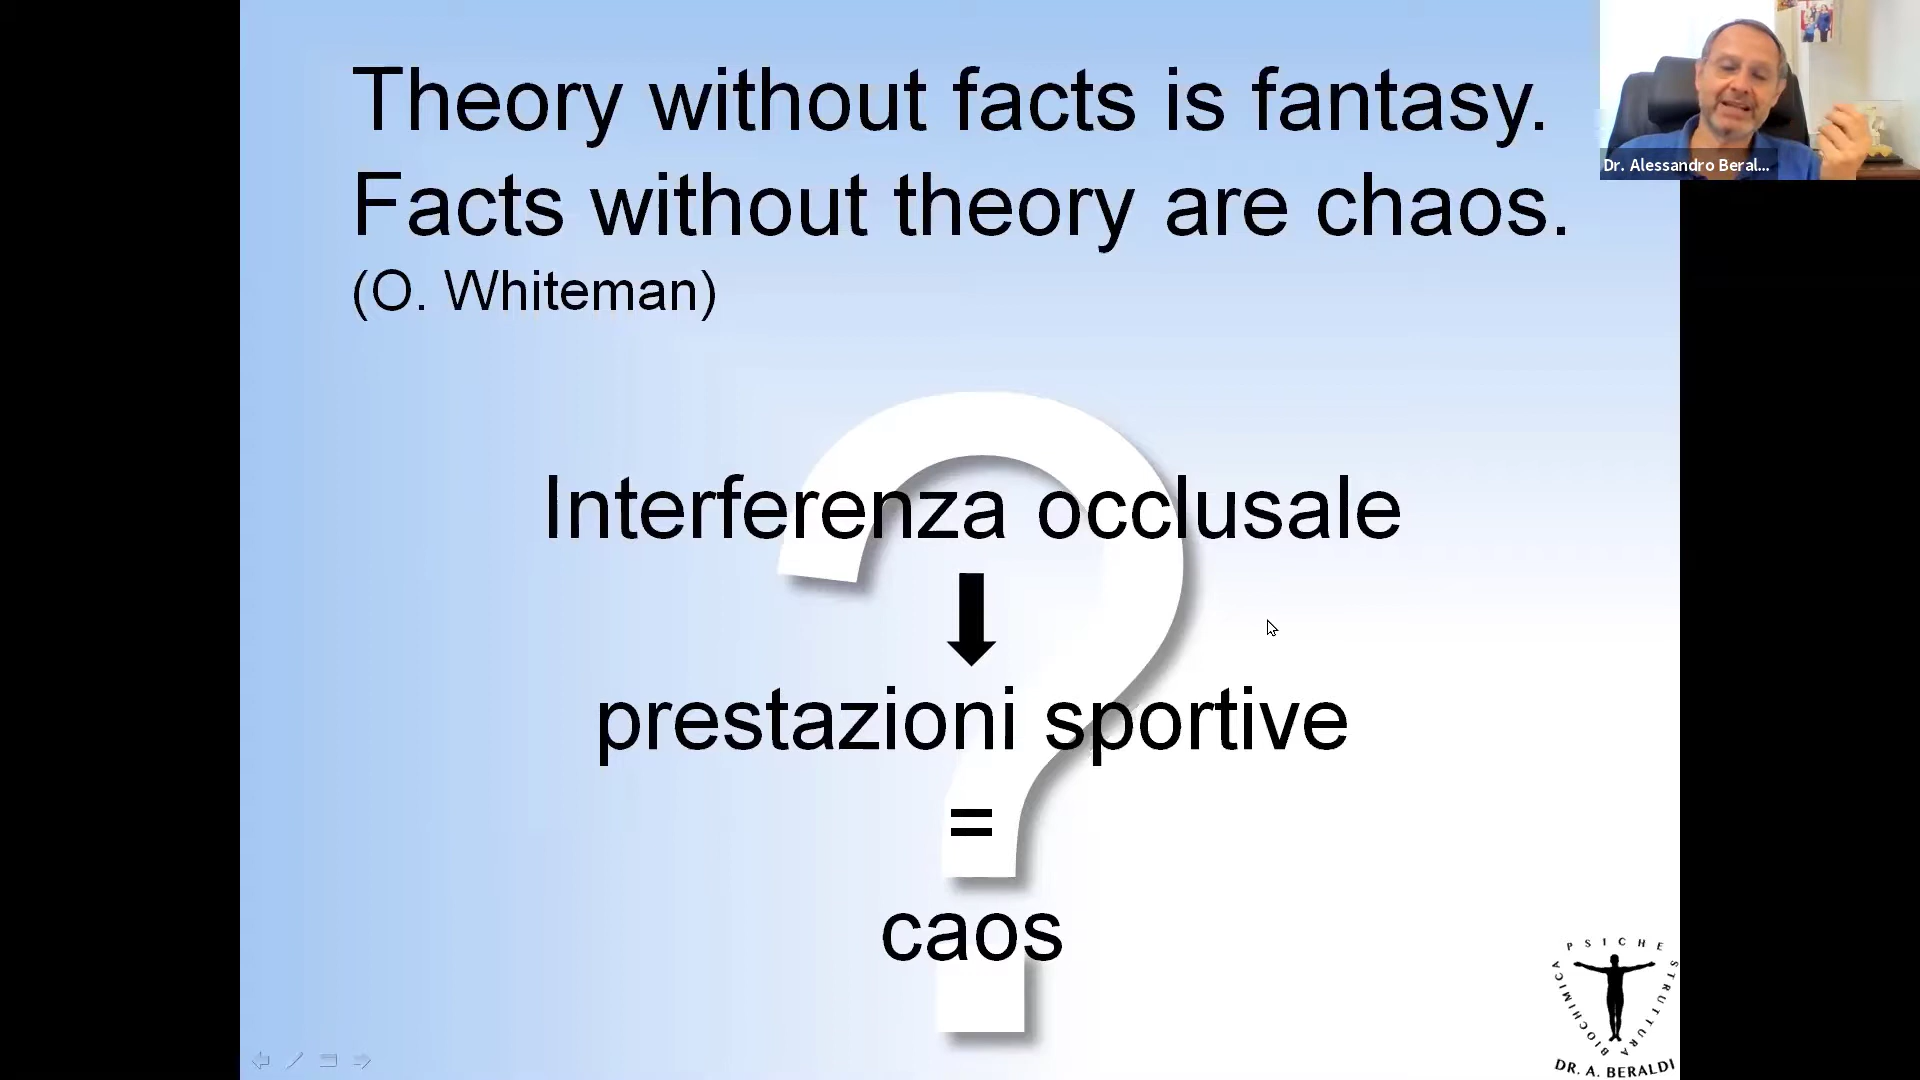 Theory without facts is fantasy.
Facts without theory are chaos.
(O. Whiteman)
Dr. Alessandro Beral...
Interferenza occlusale
prestazioni sportive
=
caos
PSICHE
STRUTTURA
BIOCHIMICA
DR. A. BERALDI